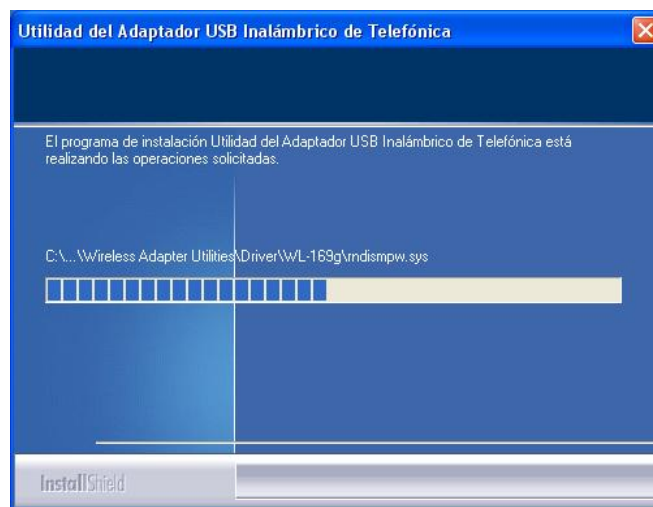 Utilidad del Adaptador USB Inalámbrico de Telefónica
El programa de instalación Utilidad del Adaptador USB Inalámbrico de Telefónica está
realizando las operaciones solicitadas.
C:\...\Wireless Adapter Utilities\Driver\WL-169g\rndismpw.sys
InstallShield